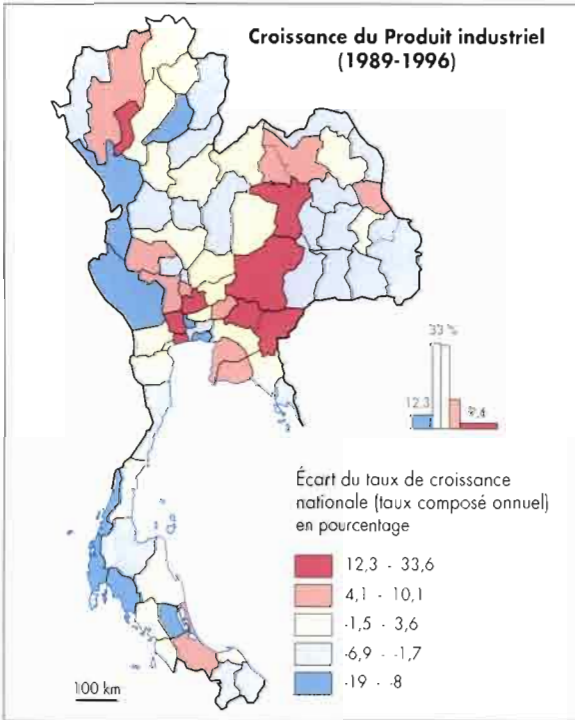 Croissance du Produit industriel
(1989-1996)
33 %
12,3
9,4
Écart du taux de croissance
nationale (taux composé onnuel)
en pourcentage
12,3 - 33,6
4,1 - 10,1
-1,5 - 3,6
-6,9 - -1,7
-19 - -8
100 km